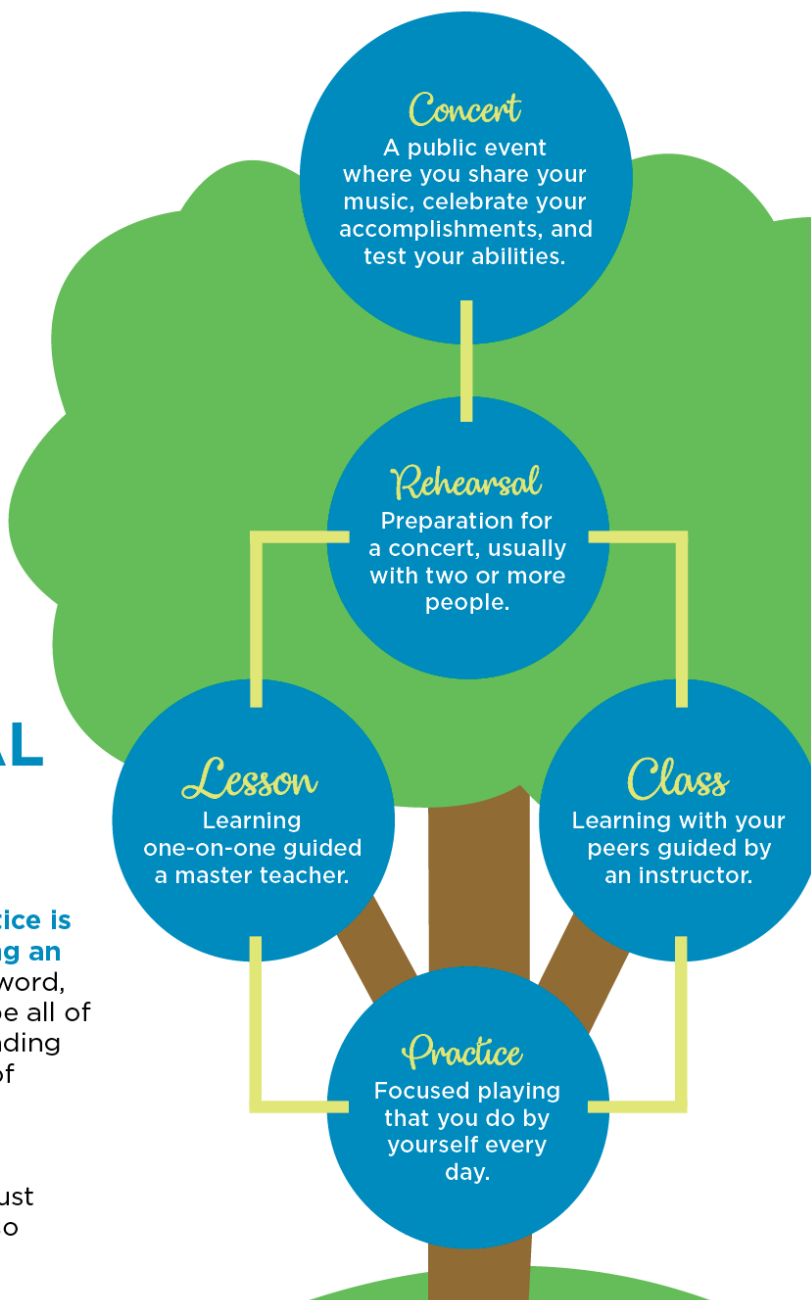 Concert
A public event
where you share your
music, celebrate your
accomplishments, and
test your abilities.
Rehearsal
Preparation for
a concert, usually
with two or more
people.
Lesson
Learning
one-on-one guided
a master teacher.
Class
Learning with your
peers guided by
an instructor.
Practice
Focused playing
that you do by
yourself every
day.
AL
tice is
ng an
word,
be all of
ading
of
ust
so